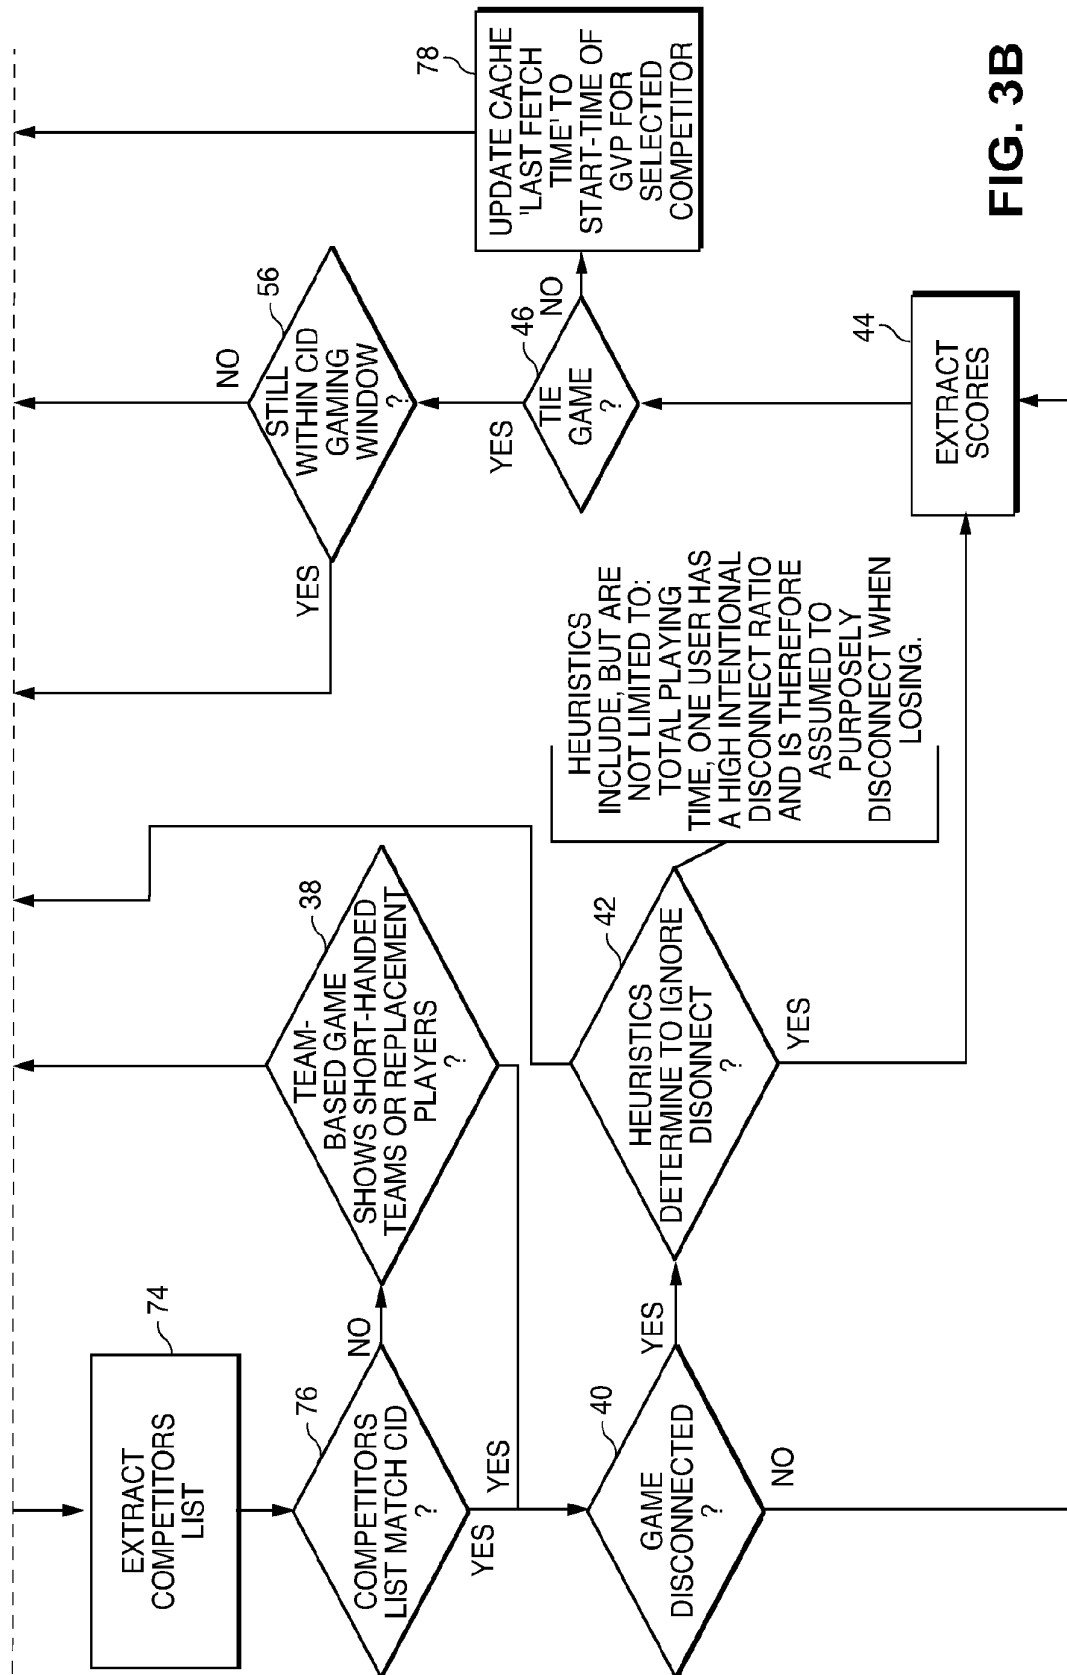 EXTRACT
COMPETITORS
LIST
74
COMPETITORS
LIST MATCH CID
?
76
NO
YES
YES
TEAM-
BASED GAME
SHOWS SHORT-HANDED
TEAMS OR REPLACEMENT
PLAYERS
?
38
GAME
DISCONNECTED
?
40
YES
NO
HEURISTICS
DETERMINE TO IGNORE
DISONNECT
?
42
YES
HEURISTICS
INCLUDE, BUT ARE
NOT LIMITED TO:
TOTAL PLAYING
TIME, ONE USER HAS
A HIGH INTENTIONAL
DISCONNECT RATIO
AND IS THEREFORE
ASSUMED TO
PURPOSELY
DISCONNECT WHEN
LOSING.
STILL
WITHIN CID
GAMING
WINDOW
?
56
YES
NO
TIE
GAME
?
46
YES
NO
EXTRACT
SCORES
44
UPDATE CACHE
'LAST FETCH
TIME' TO
START-TIME OF
GVP FOR
SELECTED
COMPETITOR
78
FIG. 3B